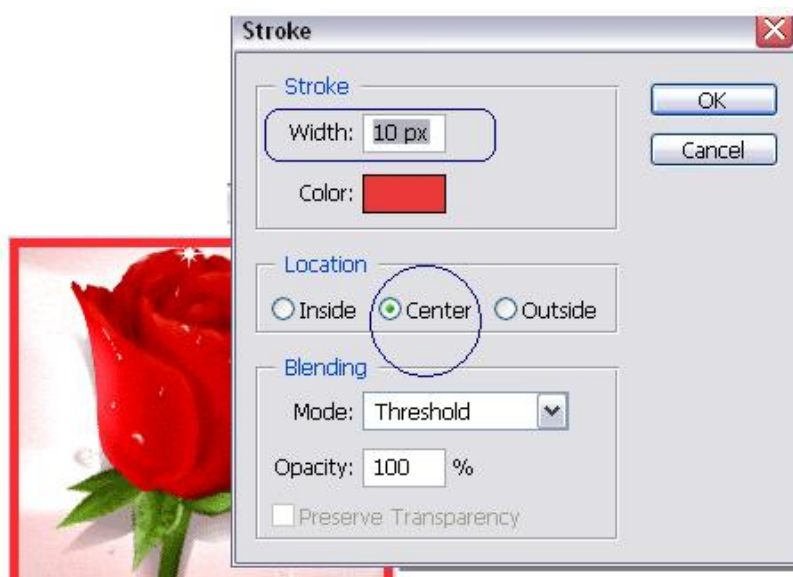 Stroke
Stroke
Width: 10 px
OK
Cancel
Color:
Location
Inside Center Outside
Blending
Mode: Threshold
Opacity: 100 %
Preserve Transparency